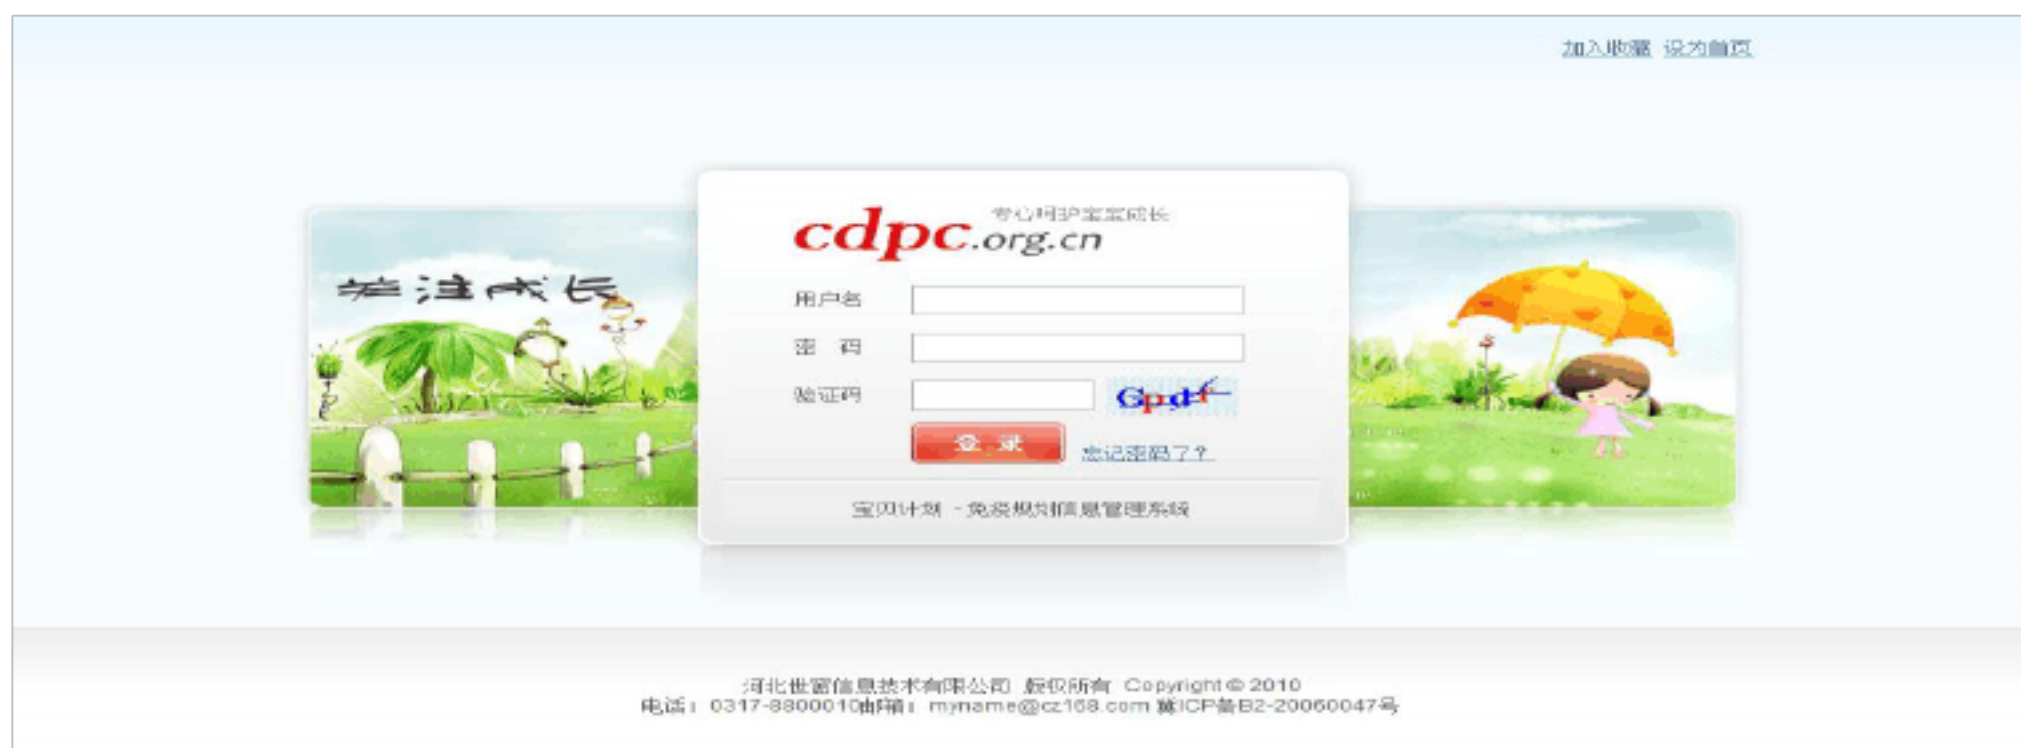 加入收藏 设为首页
专心呵护宝宝成长
cdpc.org.cn
关注成长
用户名
密 码
验证码
登 录 忘记密码了?
宝贝计划 - 免疫规划信息管理系统
河北世窗信息技术有限公司 版权所有 Copyright © 2010
电话：0317-8800010邮箱：myname@cz168.com 冀ICP备B2-20060047号